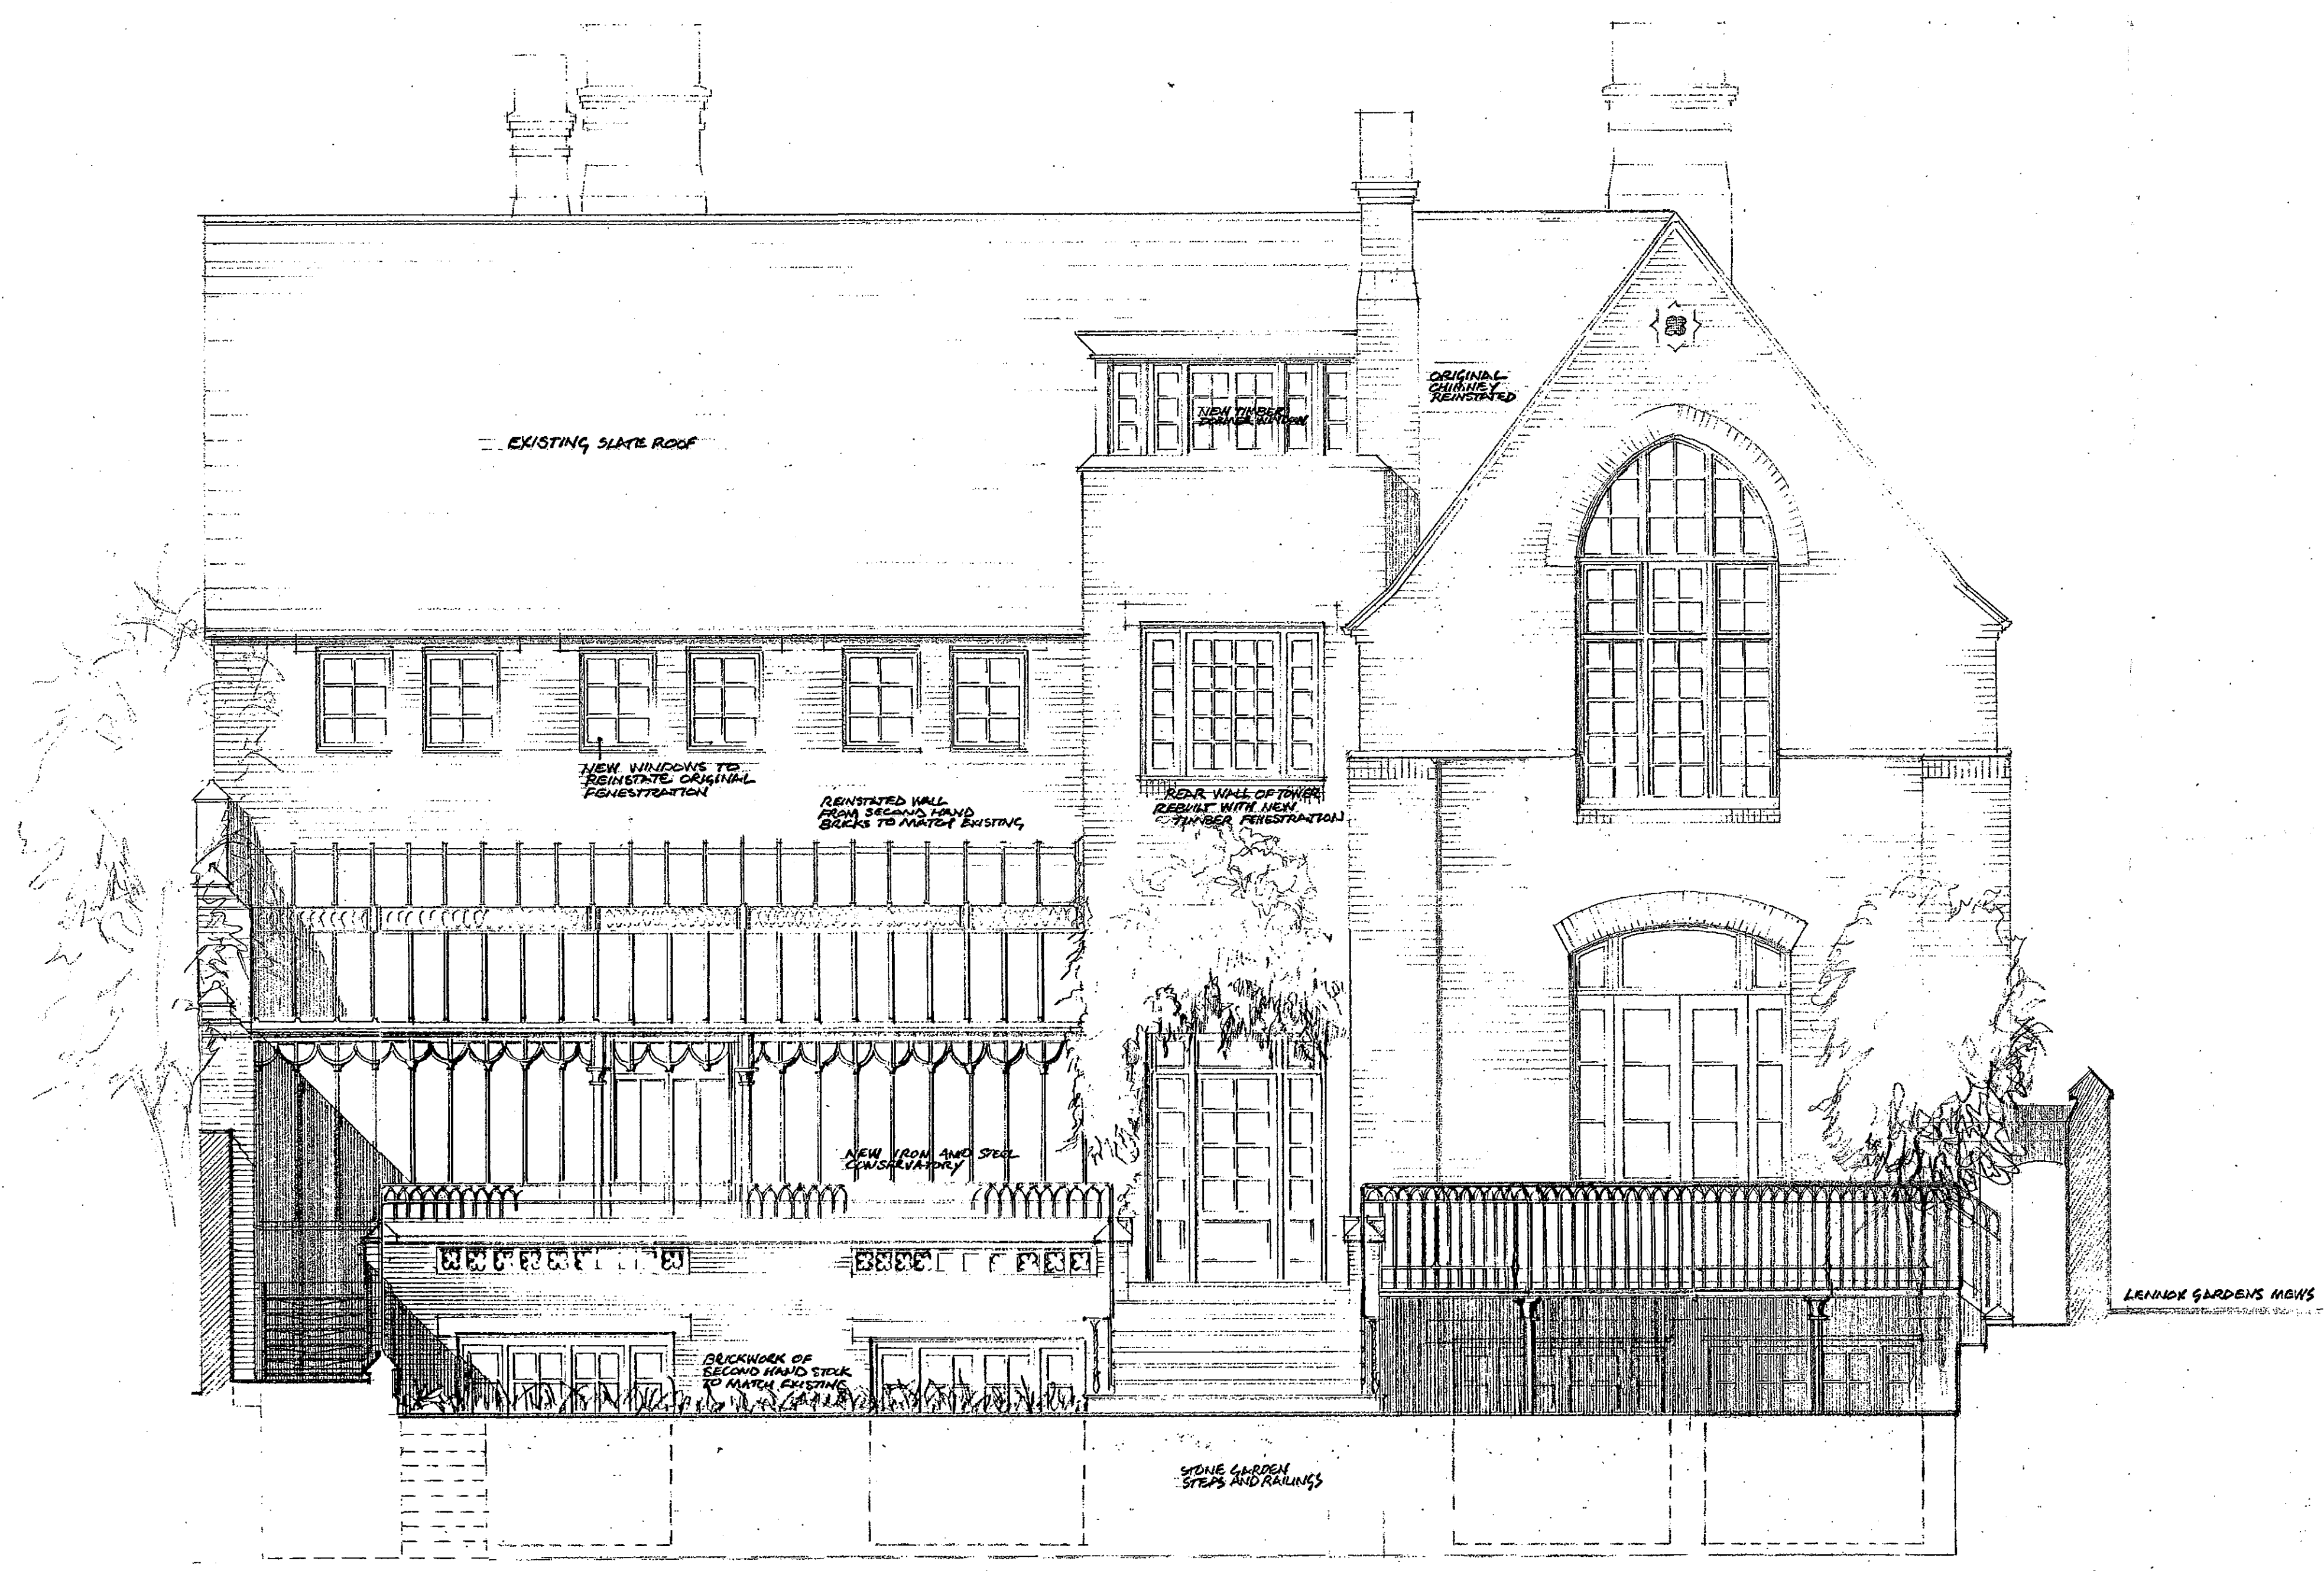 ORIGINAL
CHIMNEY
REINSTATED
NEW TIMBER
DORMER WINDOW
EXISTING SLATE ROOF
NEW WINDOWS TO
REINSTATE ORIGINAL
FENESTRATION
REINSTATED WALL
FROM SECOND HAND
BRICKS TO MATCH EXISTING
REAR WALL OF TOWER
REBUILT WITH NEW
TIMBER FENESTRATION
NEW IRON AND STEEL
CONSERVATORY
LENNOX GARDENS MEWS
BRICKWORK OF
SECOND HAND STOCK
TO MATCH EXISTING
STONE GARDEN
STEPS AND RAILINGS